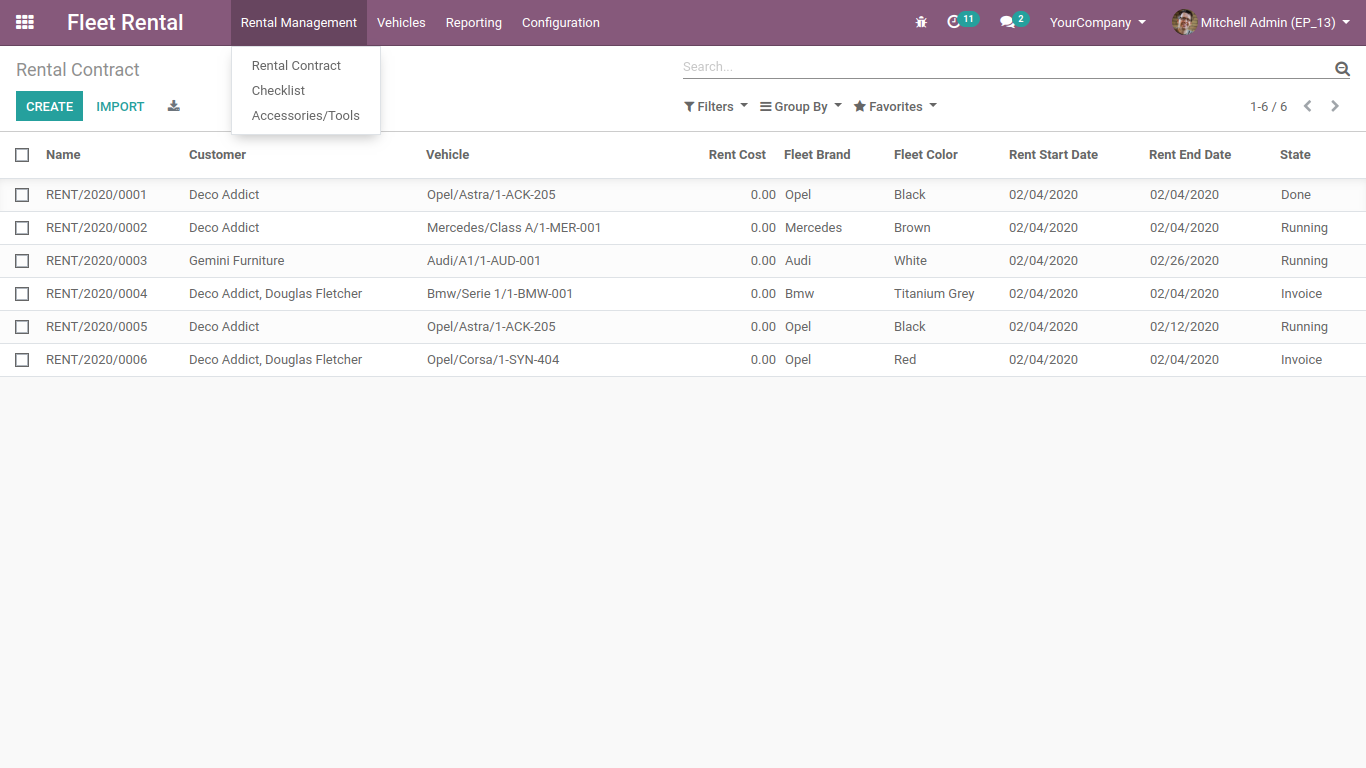 Fleet Rental Rental Management Vehicles Reporting Configuration 11 2 YourCompany Mitchell Admin (EP_13)
Rental Contract
Search...
Rental Contract
Checklist
Accessories/Tools
CREATE IMPORT Filters Group By Favorites 1-6 / 6
Name Customer Vehicle Rent Cost Fleet Brand Fleet Color Rent Start Date Rent End Date State
RENT/2020/0001 Deco Addict Opel/Astra/1-ACK-205 0.00 Opel Black 02/04/2020 02/04/2020 Done
RENT/2020/0002 Deco Addict Mercedes/Class A/1-MER-001 0.00 Mercedes Brown 02/04/2020 02/04/2020 Running
RENT/2020/0003 Gemini Furniture Audi/A1/1-AUD-001 0.00 Audi White 02/04/2020 02/26/2020 Running
RENT/2020/0004 Deco Addict, Douglas Fletcher Bmw/Serie 1/1-BMW-001 0.00 Bmw Titanium Grey 02/04/2020 02/04/2020 Invoice
RENT/2020/0005 Deco Addict Opel/Astra/1-ACK-205 0.00 Opel Black 02/04/2020 02/12/2020 Running
RENT/2020/0006 Deco Addict, Douglas Fletcher Opel/Corsa/1-SYN-404 0.00 Opel Red 02/04/2020 02/04/2020 Invoice